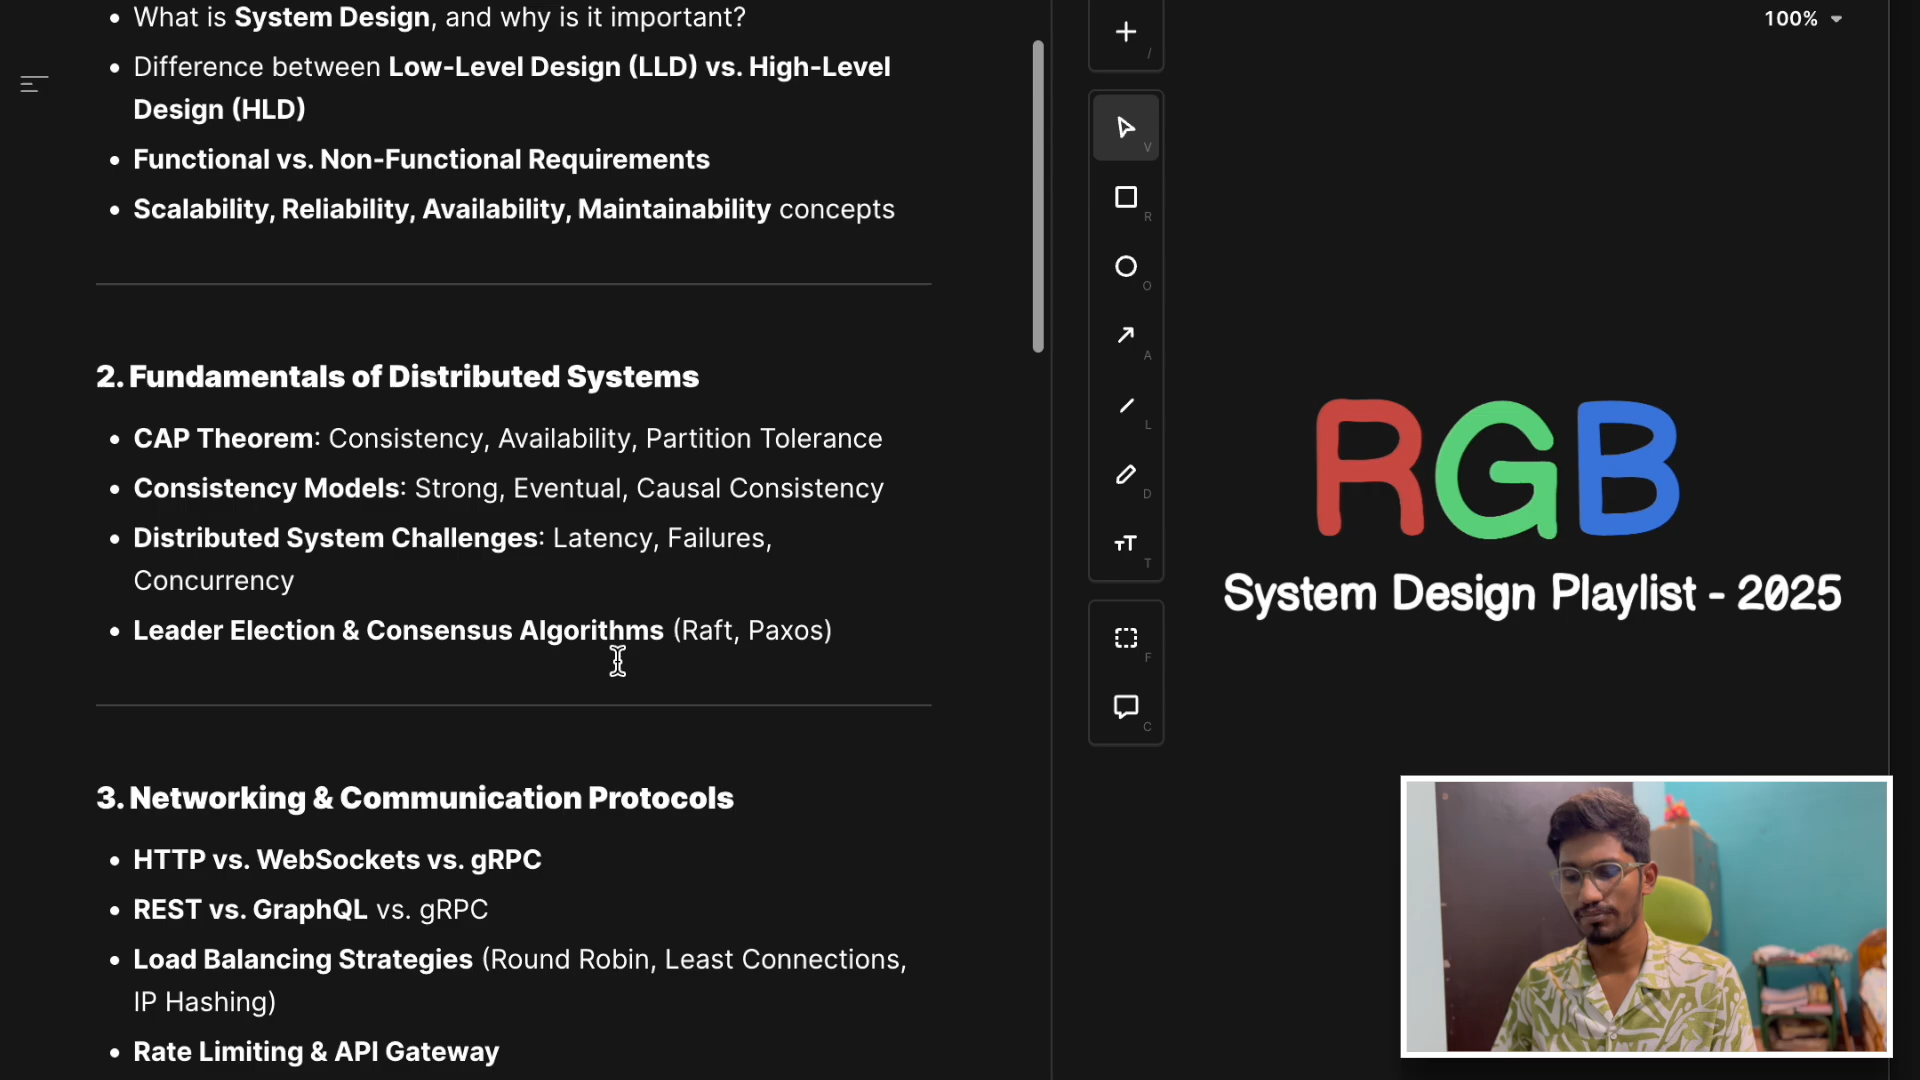 What is System Design, and why is it important?
Difference between Low-Level Design (LLD) vs. High-Level
Design (HLD)
Functional vs. Non-Functional Requirements
Scalability, Reliability, Availability, Maintainability concepts
2. Fundamentals of Distributed Systems
CAP Theorem: Consistency, Availability, Partition Tolerance
Consistency Models: Strong, Eventual, Causal Consistency
Distributed System Challenges: Latency, Failures,
Concurrency
Leader Election & Consensus Algorithms (Raft, Paxos)
3. Networking & Communication Protocols
HTTP vs. WebSockets vs. gRPC
REST vs. GraphQL vs. gRPC
Load Balancing Strategies (Round Robin, Least Connections,
IP Hashing)
Rate Limiting & API Gateway
/
V
R
O
A
L
D
TT
T
F
C
100%
RGB
System Design Playlist - 2025